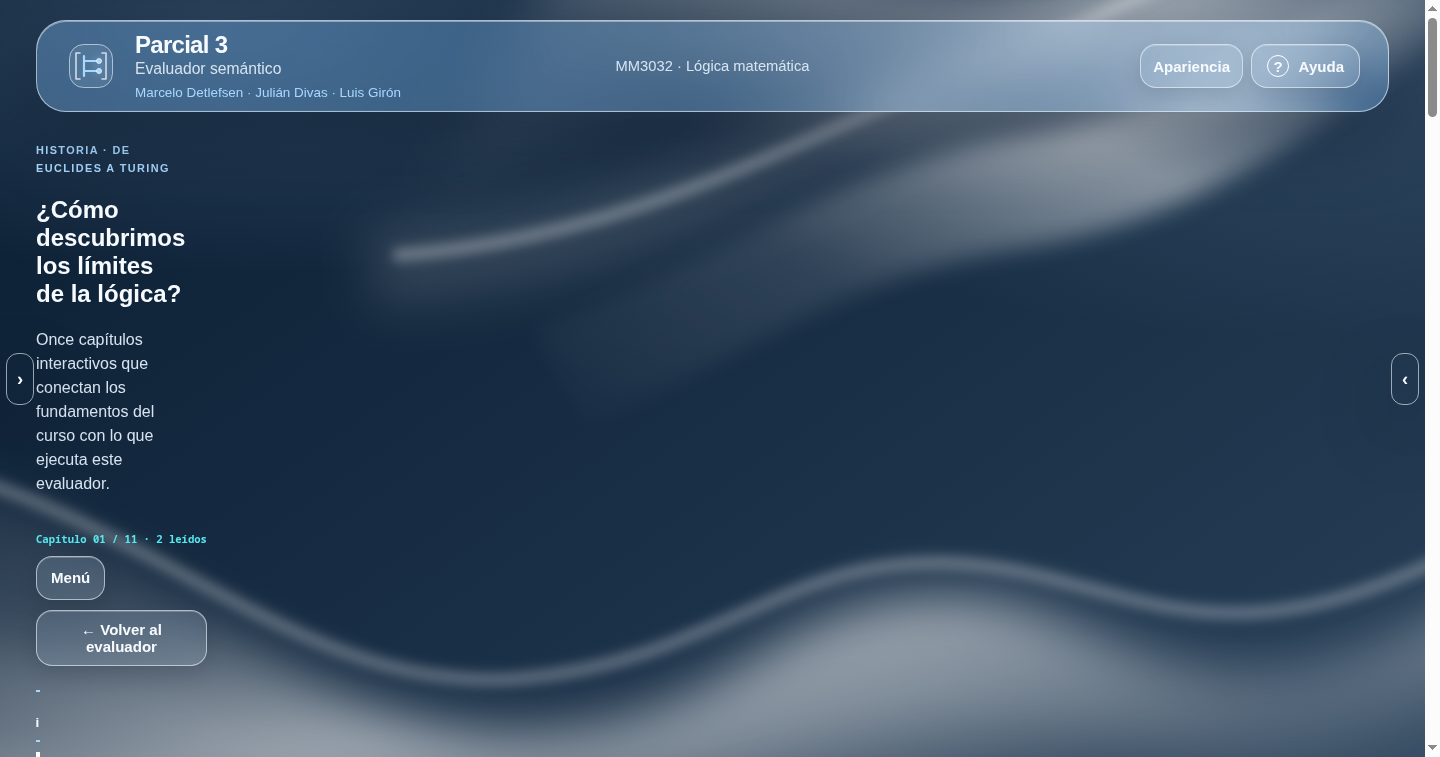 Parcial 3
Evaluador semántico
Marcelo Detlefsen · Julián Divas · Luis Girón
MM3032 · Lógica matemática
Apariencia
? Ayuda
HISTORIA · DE
EUCLIDES A TURING
¿Cómo
descubrimos
los límites
de la lógica?
Once capítulos
interactivos que
conectan los
fundamentos del
curso con lo que
ejecuta este
evaluador.
›
‹
Capítulo 01 / 11 · 2 leídos
Menú
← Volver al
evaluador